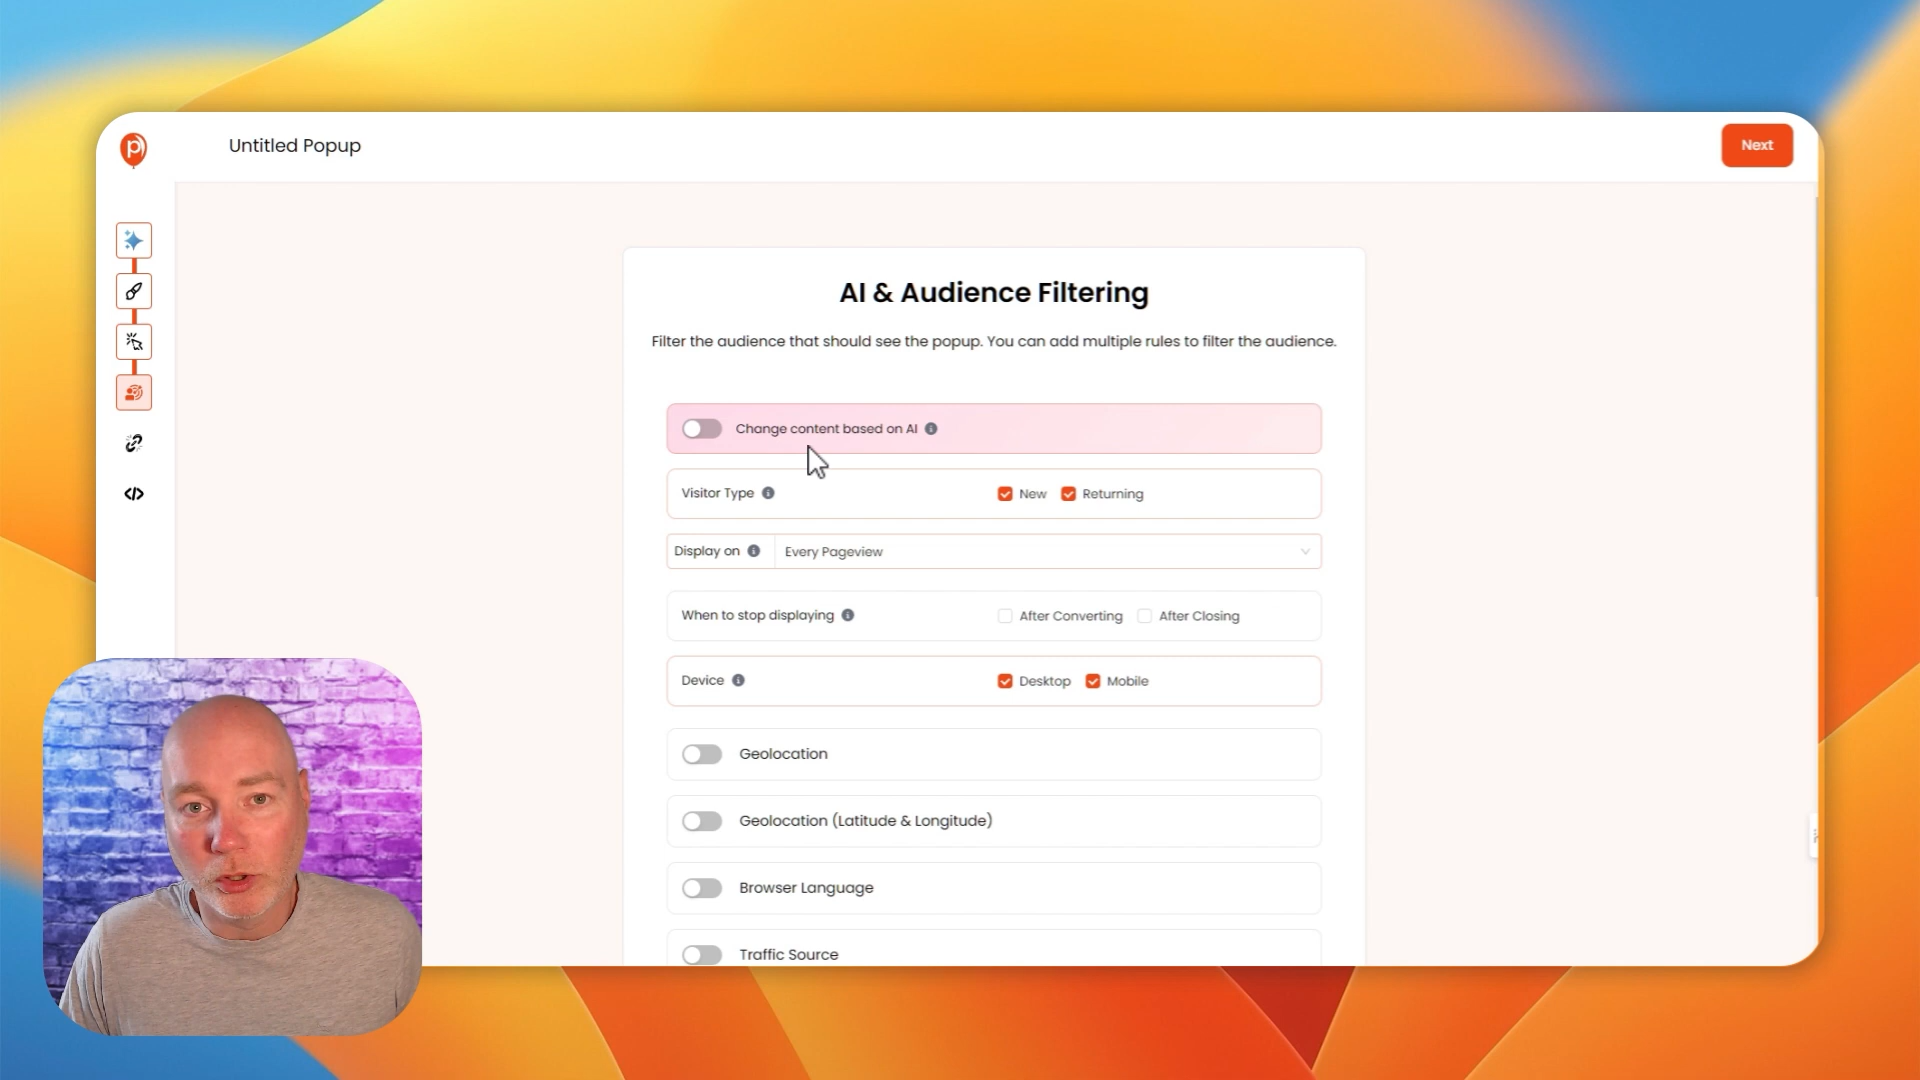 Untitled Popup
Next
AI & Audience Filtering
Filter the audience that should see the popup. You can add multiple rules to filter the audience.
Change content based on AI
Visitor Type
New
Returning
Display on
Every Pageview
When to stop displaying
After Converting
After Closing
Device
Desktop
Mobile
Geolocation
Geolocation (Latitude & Longitude)
Browser Language
Traffic Source